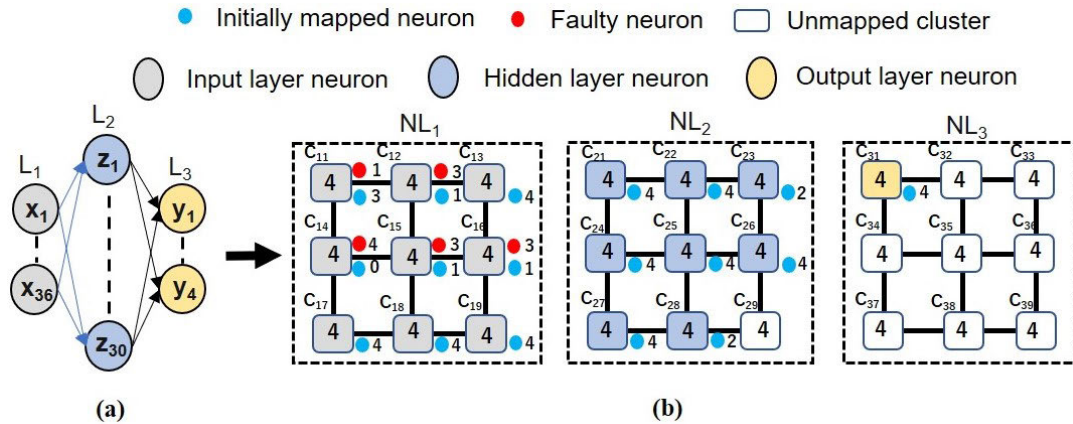 Initially mapped neuron Faulty neuron Unmapped cluster
Input layer neuron Hidden layer neuron Output layer neuron
L1 L2 L3
x1 x36
z1 z30
y1 y4
NL1
C11 C12 C13
4 1 3 4 3 1 4 4
C14 C15 C16
4 4 0 4 3 1 4 3 1
C17 C18 C19
4 4 4 4 4 4
NL2
C21 C22 C23
4 4 4 4 4 2
C24 C25 C26
4 4 4 4 4 4
C27 C28 C29
4 4 4 2 4
NL3
C31 C32 C33
4 4 4 4
C34 C35 C36
4 4 4
C37 C38 C39
4 4 4
(a) (b)